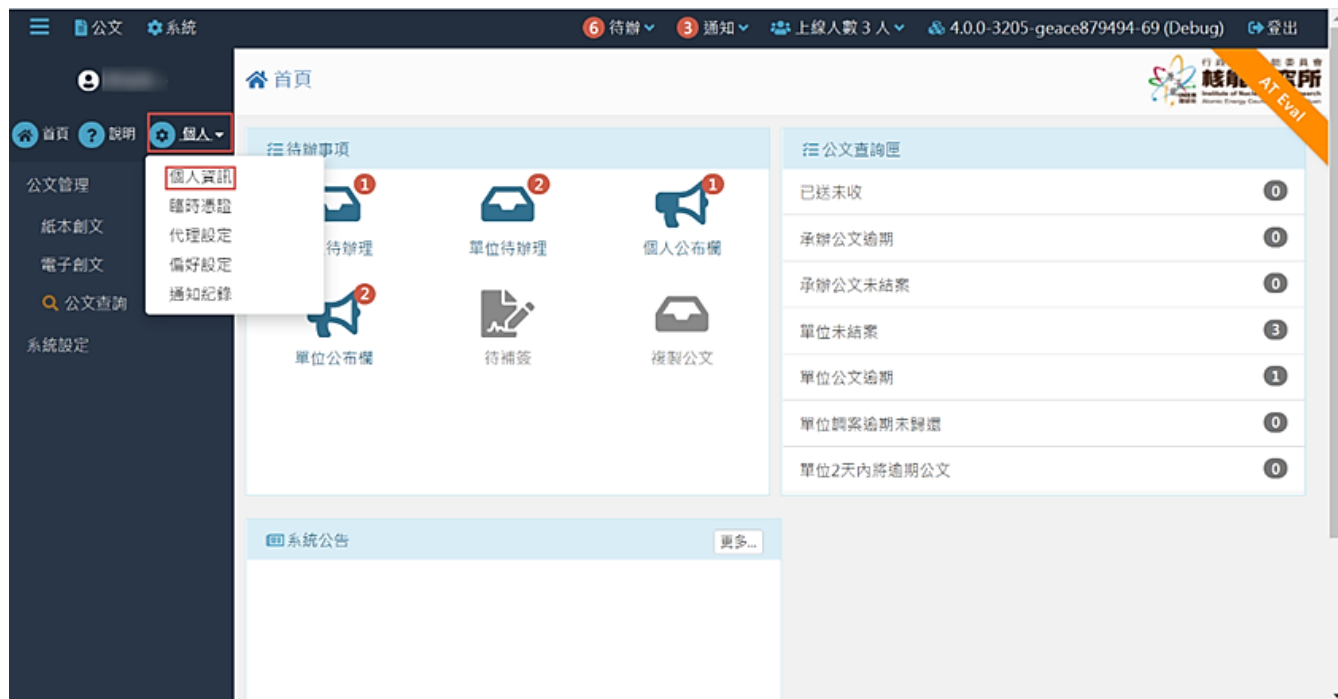 公文 系統 6 待辦 3 通知 上線人數 3 人 4.0.0-3205-geace879494-69 (Debug) 登出
首頁
AT Eval
首頁 ? 說明 個人
個人資訊
臨時憑證
代理設定
偏好設定
通知紀錄
公文管理
紙本創文
電子創文
公文查詢
系統設定
待辦事項
1 2 1
待辦理 單位待辦理 個人公布欄
2
單位公布欄 待補簽 複製公文
公文查詢匣
已送未收 0
承辦公文逾期 0
承辦公文未結案 0
單位未結案 3
單位公文逾期 1
單位調案逾期未歸還 0
單位2天內將逾期公文 0
系統公告 更多...